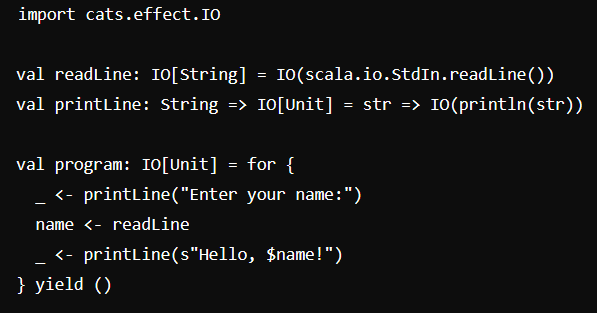 import cats.effect.IO
val readLine: IO[String] = IO(scala.io.StdIn.readLine())
val printLine: String => IO[Unit] = str => IO(println(str))
val program: IO[Unit] = for {
  _ <- printLine("Enter your name:")
  name <- readLine
  _ <- printLine(s"Hello, $name!")
} yield ()